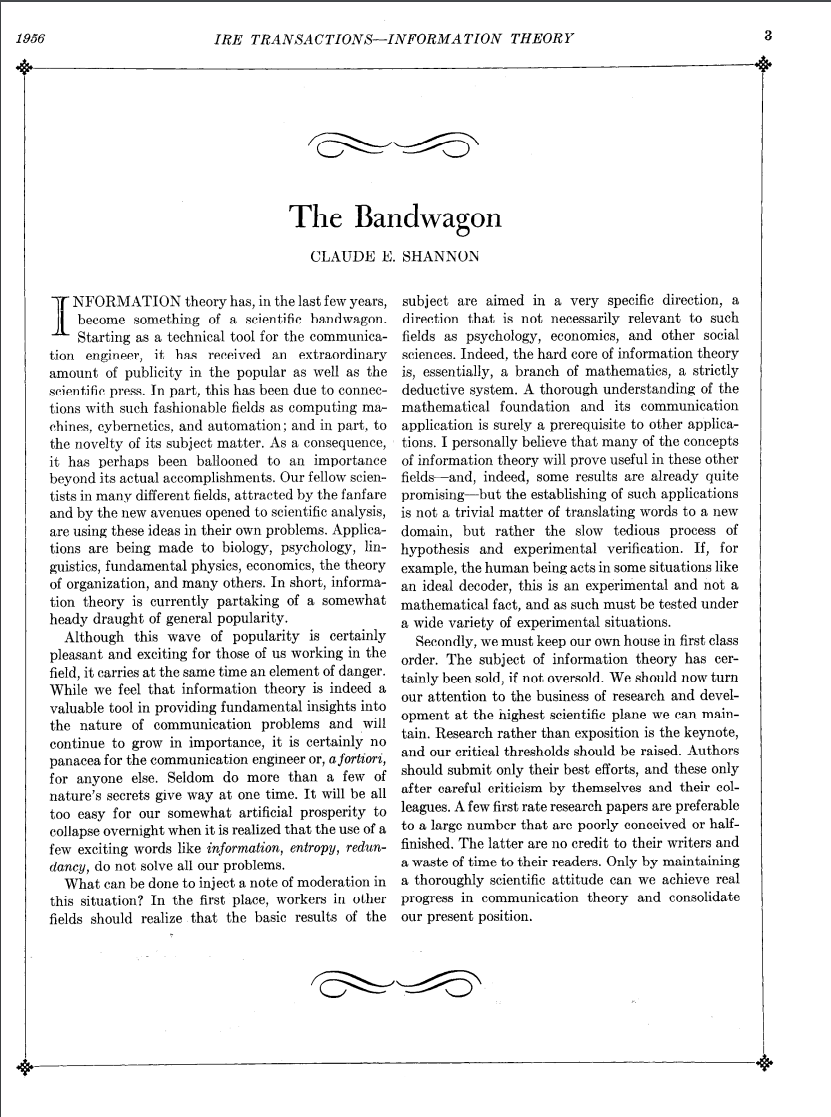 1956
IRE TRANSACTIONS—INFORMATION THEORY
3
The Bandwagon
CLAUDE E. SHANNON
INFORMATION theory has, in the last few years,
become something of a scientific bandwagon.
Starting as a technical tool for the communica-
tion engineer, it has received an extraordinary
amount of publicity in the popular as well as the
scientific press. In part, this has been due to connec-
tions with such fashionable fields as computing ma-
chines, cybernetics, and automation; and in part, to
the novelty of its subject matter. As a consequence,
it has perhaps been ballooned to an importance
beyond its actual accomplishments. Our fellow scien-
tists in many different fields, attracted by the fanfare
and by the new avenues opened to scientific analysis,
are using these ideas in their own problems. Applica-
tions are being made to biology, psychology, lin-
guistics, fundamental physics, economics, the theory
of organization, and many others. In short, informa-
tion theory is currently partaking of a somewhat
heady draught of general popularity.
Although this wave of popularity is certainly
pleasant and exciting for those of us working in the
field, it carries at the same time an element of danger.
While we feel that information theory is indeed a
valuable tool in providing fundamental insights into
the nature of communication problems and will
continue to grow in importance, it is certainly no
panacea for the communication engineer or, a fortiori,
for anyone else. Seldom do more than a few of
nature's secrets give way at one time. It will be all
too easy for our somewhat artificial prosperity to
collapse overnight when it is realized that the use of a
few exciting words like information, entropy, redun-
dancy, do not solve all our problems.
What can be done to inject a note of moderation in
this situation? In the first place, workers in other
fields should realize that the basic results of the
subject are aimed in a very specific direction, a
direction that is not necessarily relevant to such
fields as psychology, economics, and other social
sciences. Indeed, the hard core of information theory
is, essentially, a branch of mathematics, a strictly
deductive system. A thorough understanding of the
mathematical foundation and its communication
application is surely a prerequisite to other applica-
tions. I personally believe that many of the concepts
of information theory will prove useful in these other
fields—and, indeed, some results are already quite
promising—but the establishing of such applications
is not a trivial matter of translating words to a new
domain, but rather the slow tedious process of
hypothesis and experimental verification. If, for
example, the human being acts in some situations like
an ideal decoder, this is an experimental and not a
mathematical fact, and as such must be tested under
a wide variety of experimental situations.
Secondly, we must keep our own house in first class
order. The subject of information theory has cer-
tainly been sold, if not oversold. We should now turn
our attention to the business of research and devel-
opment at the highest scientific plane we can main-
tain. Research rather than exposition is the keynote,
and our critical thresholds should be raised. Authors
should submit only their best efforts, and these only
after careful criticism by themselves and their col-
leagues. A few first rate research papers are preferable
to a large number that are poorly conceived or half-
finished. The latter are no credit to their writers and
a waste of time to their readers. Only by maintaining
a thoroughly scientific attitude can we achieve real
progress in communication theory and consolidate
our present position.